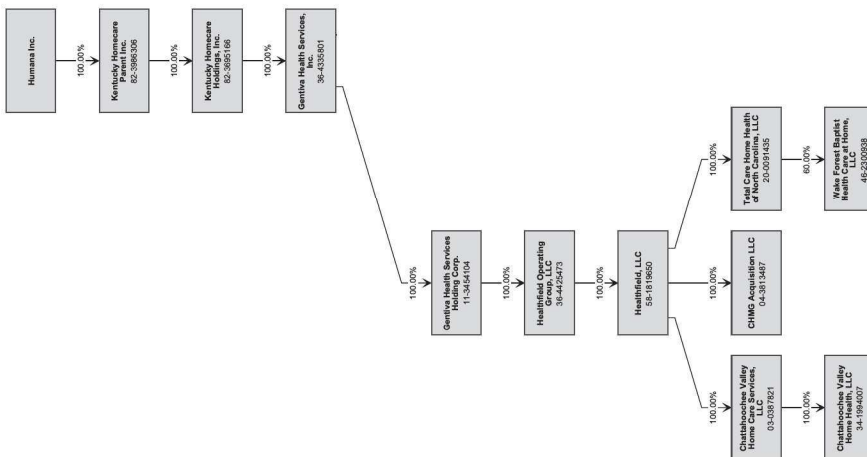 Humana Inc.
100.00%
Kentucky Homecare
Parent Inc.
82-3986306
100.00%
Kentucky Homecare
Holdings, Inc.
82-3695166
100.00%
Gentiva Health Services,
Inc.
36-4335801
100.00%
Gentiva Health Services
Holding Corp.
11-3454104
100.00%
Healthfield Operating
Group, LLC
36-4425473
100.00%
Healthfield, LLC
58-1819650
100.00%
Chattahoochee Valley
Home Care Services,
LLC
03-0387821
100.00%
Chattahoochee Valley
Home Health, LLC
34-1994007
100.00%
CHMG Acquisition LLC
04-3813487
100.00%
Total Care Home Health
of North Carolina, LLC
20-0091435
60.00%
Wake Forest Baptist
Health Care at Home,
LLC
46-2300938